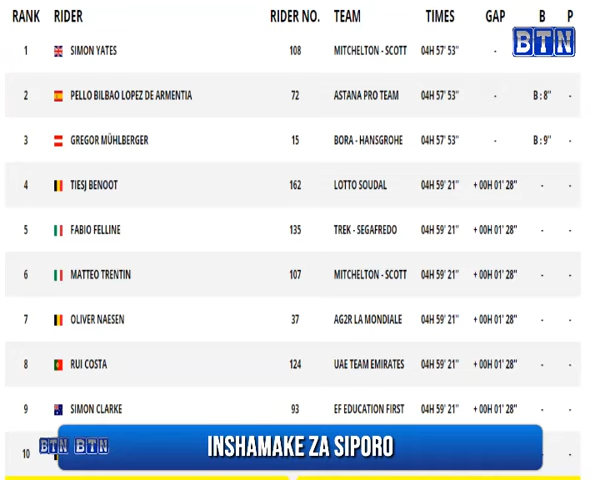 RANK RIDER RIDER NO. TEAM TIMES GAP B P
BTN
1 SIMON YATES 108 MITCHELTON - SCOTT 04H 57' 53'' -
2 PELLO BILBAO LOPEZ DE ARMENTIA 72 ASTANA PRO TEAM 04H 57' 53'' - B : 8'' -
3 GREGOR MÜHLBERGER 15 BORA - HANSGROHE 04H 57' 53'' - B : 9'' -
4 TIESJ BENOOT 162 LOTTO SOUDAL 04H 59' 21'' + 00H 01' 28'' - -
5 FABIO FELLINE 135 TREK - SEGAFREDO 04H 59' 21'' + 00H 01' 28'' - -
6 MATTEO TRENTIN 107 MITCHELTON - SCOTT 04H 59' 21'' + 00H 01' 28'' - -
7 OLIVER NAESEN 37 AG2R LA MONDIALE 04H 59' 21'' + 00H 01' 28'' - -
8 RUI COSTA 124 UAE TEAM EMIRATES 04H 59' 21'' + 00H 01' 28'' - -
9 SIMON CLARKE 93 EF EDUCATION FIRST 04H 59' 21'' + 00H 01' 28'' - -
10 BTN BTN INSHAMAKE ZA SIPORO -